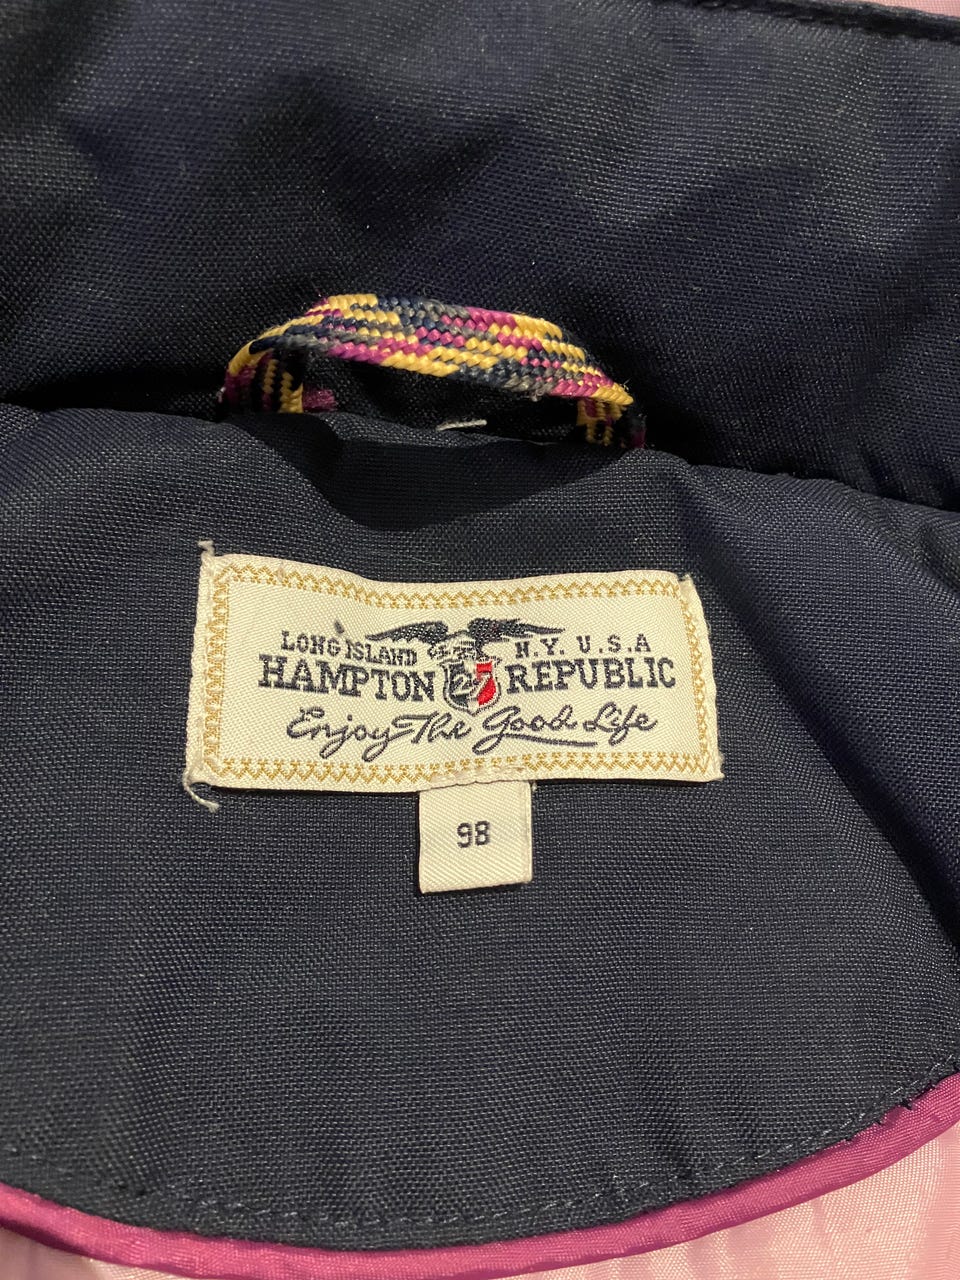 LONG ISLAND N.Y. U.S.A
HAMPTON 27 REPUBLIC
Enjoy The Good Life
98